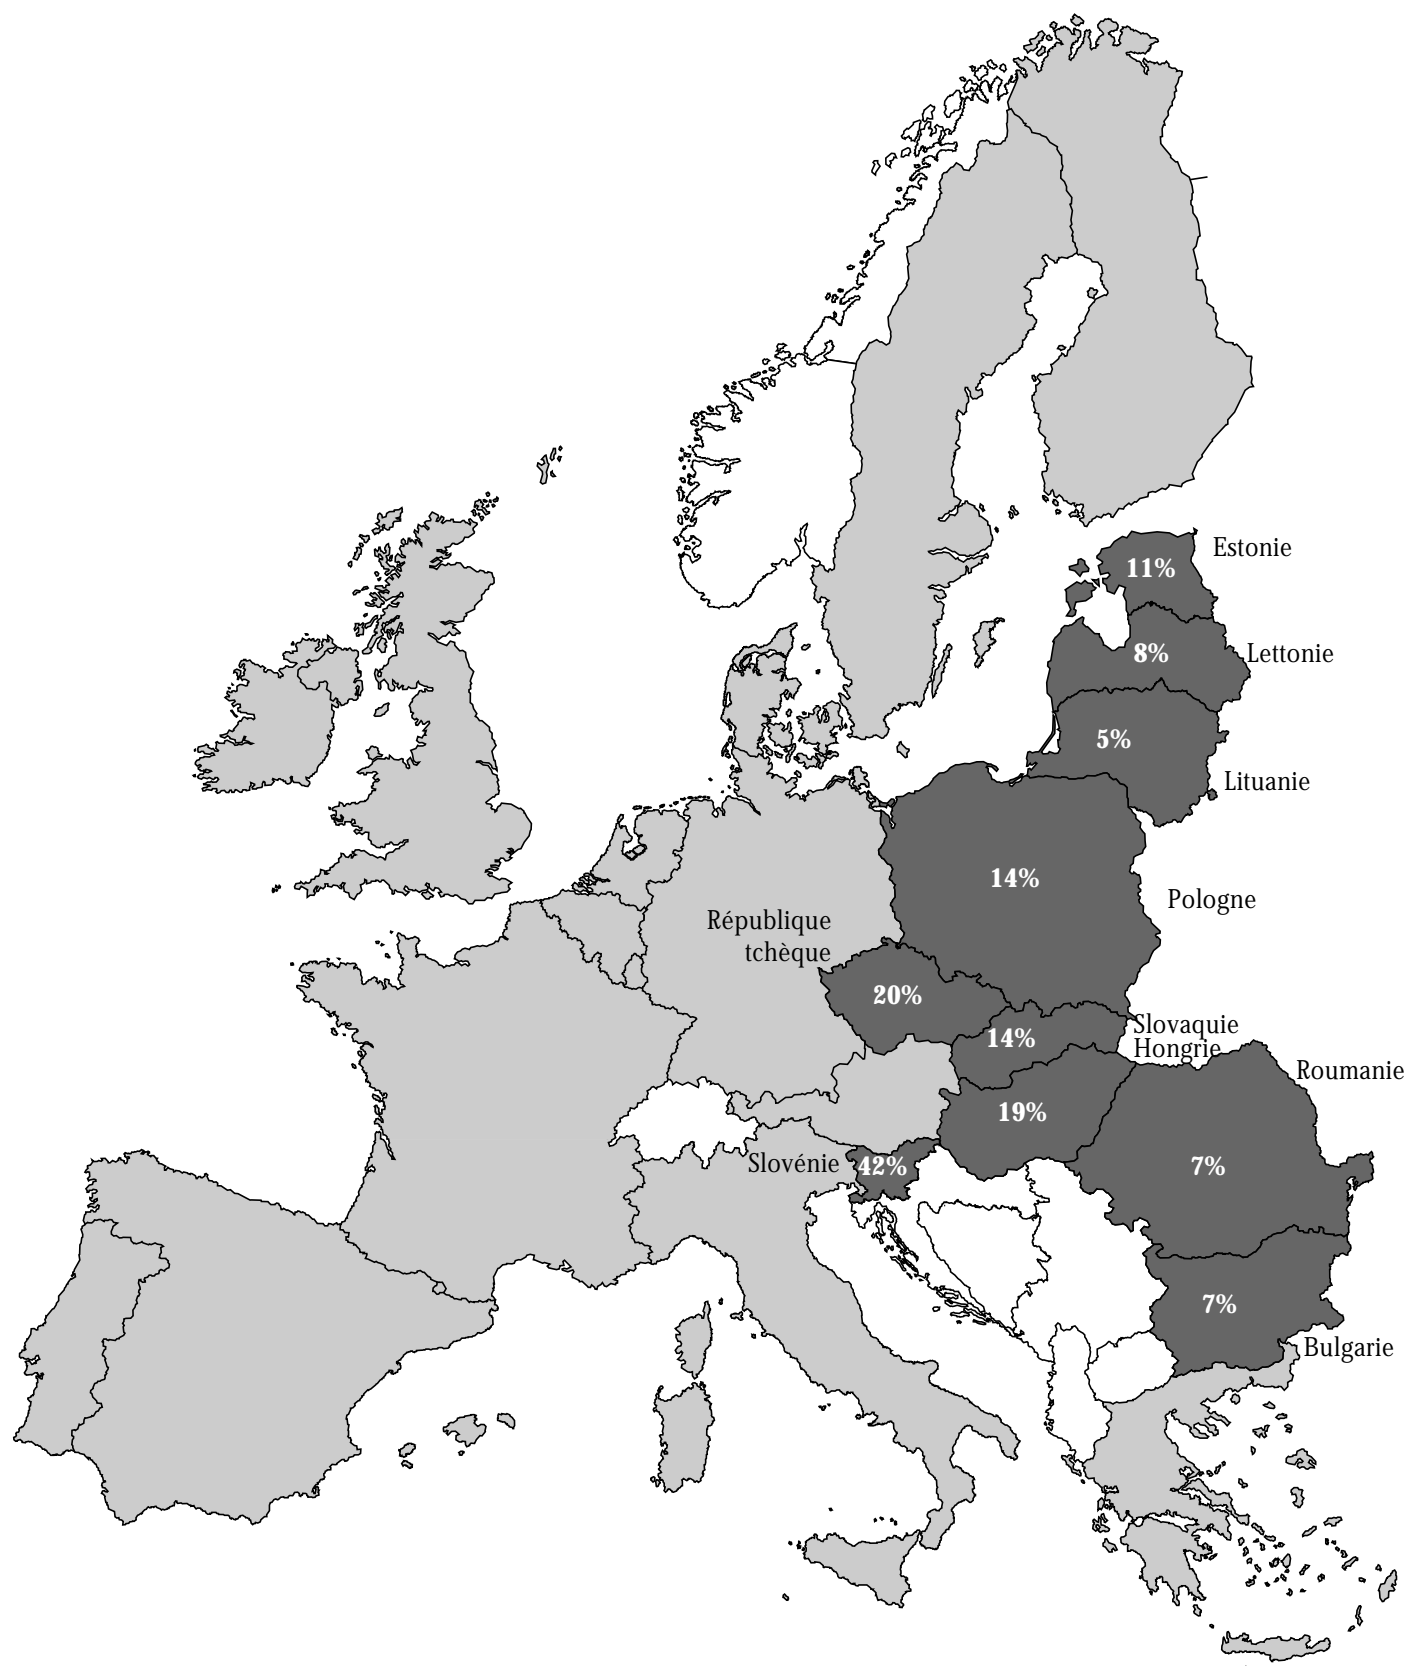 Estonie
11%
8%
Lettonie
5%
Lituanie
14%
Pologne
République
tchèque
20%
Slovaquie
14%
Hongrie
Roumanie
19%
Slovénie
42%
7%
7%
Bulgarie